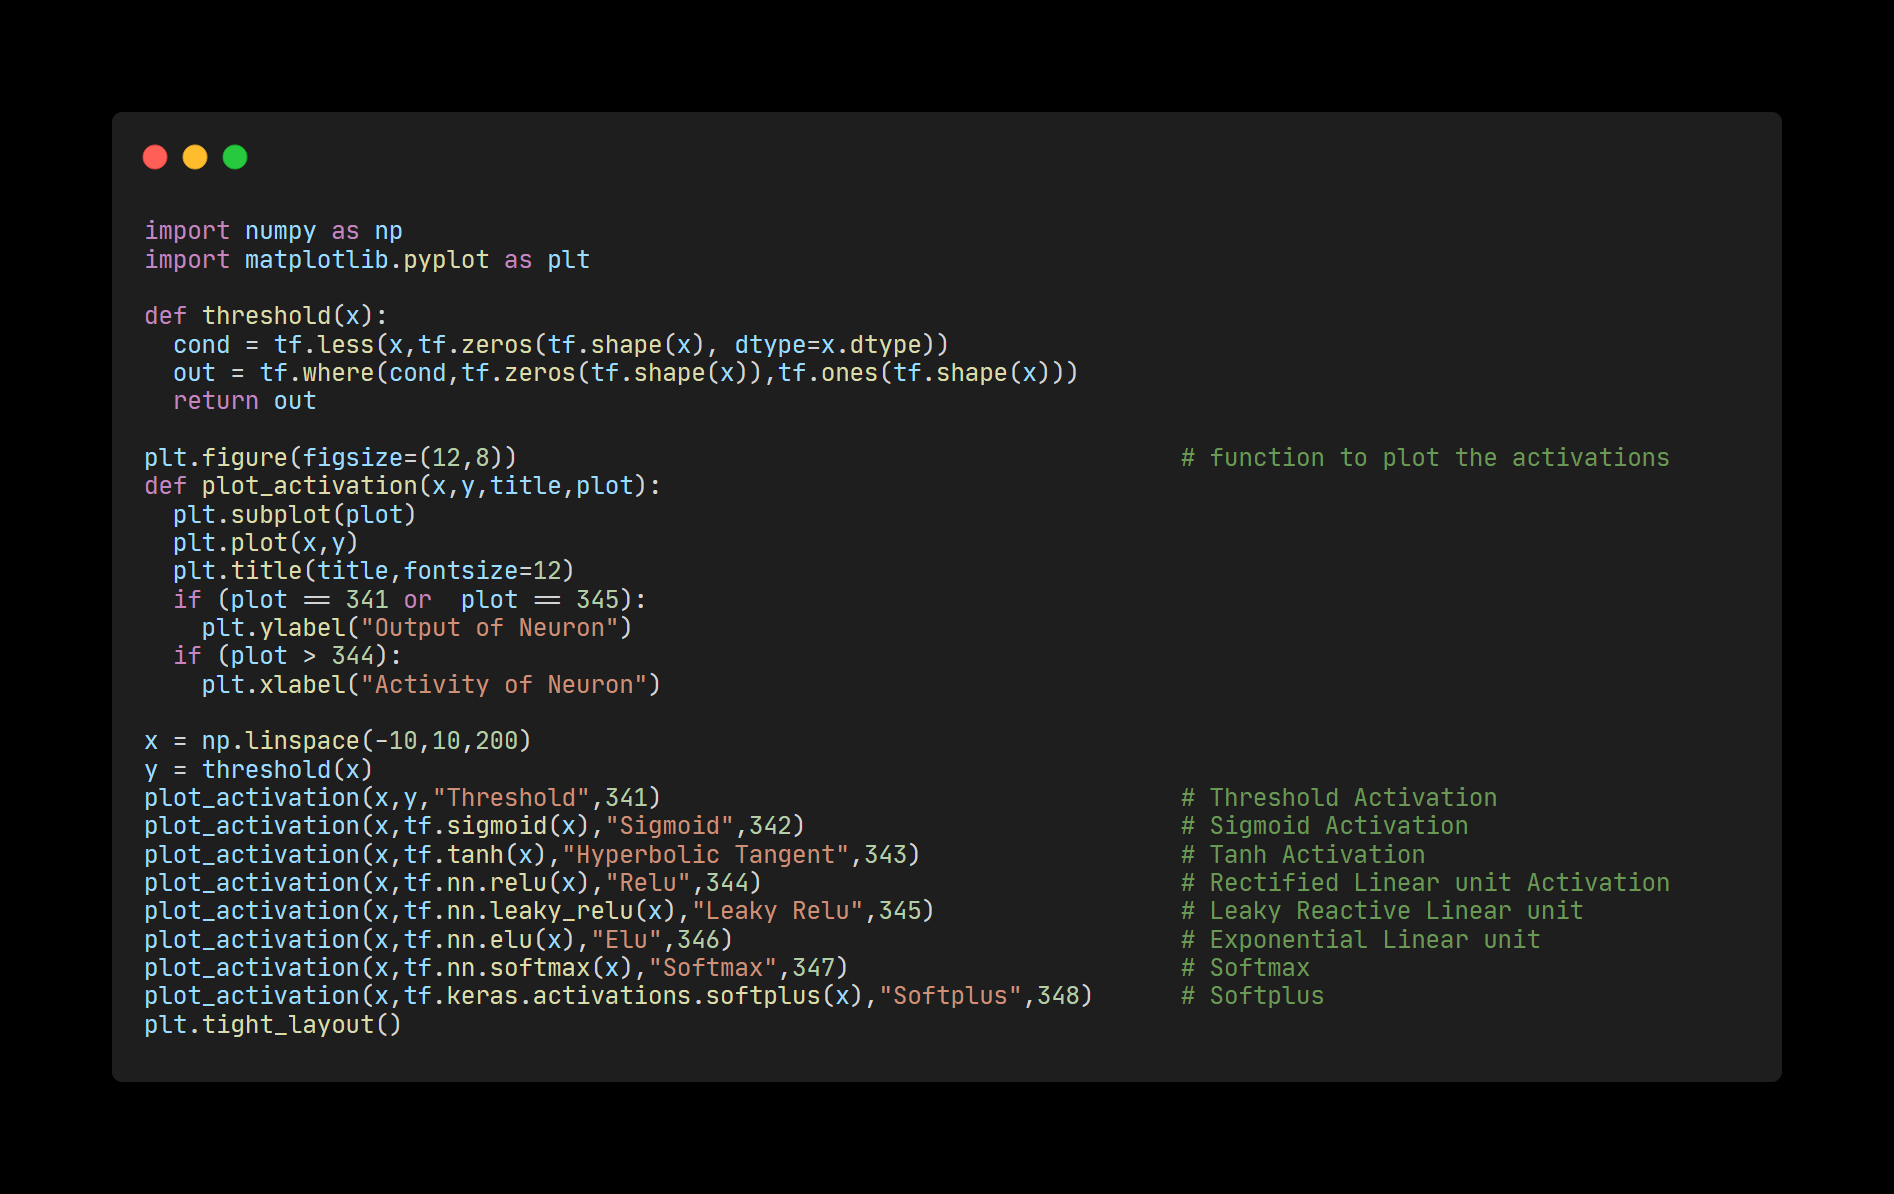 import numpy as np
import matplotlib.pyplot as plt
def threshold(x):
  cond = tf.less(x,tf.zeros(tf.shape(x), dtype=x.dtype))
  out = tf.where(cond,tf.zeros(tf.shape(x)),tf.ones(tf.shape(x)))
  return out
plt.figure(figsize=(12,8)) # function to plot the activations
def plot_activation(x,y,title,plot):
  plt.subplot(plot)
  plt.plot(x,y)
  plt.title(title,fontsize=12)
  if (plot == 341 or  plot == 345):
    plt.ylabel("Output of Neuron")
  if (plot > 344):
    plt.xlabel("Activity of Neuron")
x = np.linspace(-10,10,200)
y = threshold(x)
plot_activation(x,y,"Threshold",341) # Threshold Activation
plot_activation(x,tf.sigmoid(x),"Sigmoid",342) # Sigmoid Activation
plot_activation(x,tf.tanh(x),"Hyperbolic Tangent",343) # Tanh Activation
plot_activation(x,tf.nn.relu(x),"Relu",344) # Rectified Linear unit Activation
plot_activation(x,tf.nn.leaky_relu(x),"Leaky Relu",345) # Leaky Reactive Linear unit
plot_activation(x,tf.nn.elu(x),"Elu",346) # Exponential Linear unit
plot_activation(x,tf.nn.softmax(x),"Softmax",347) # Softmax
plot_activation(x,tf.keras.activations.softplus(x),"Softplus",348) # Softplus
plt.tight_layout()